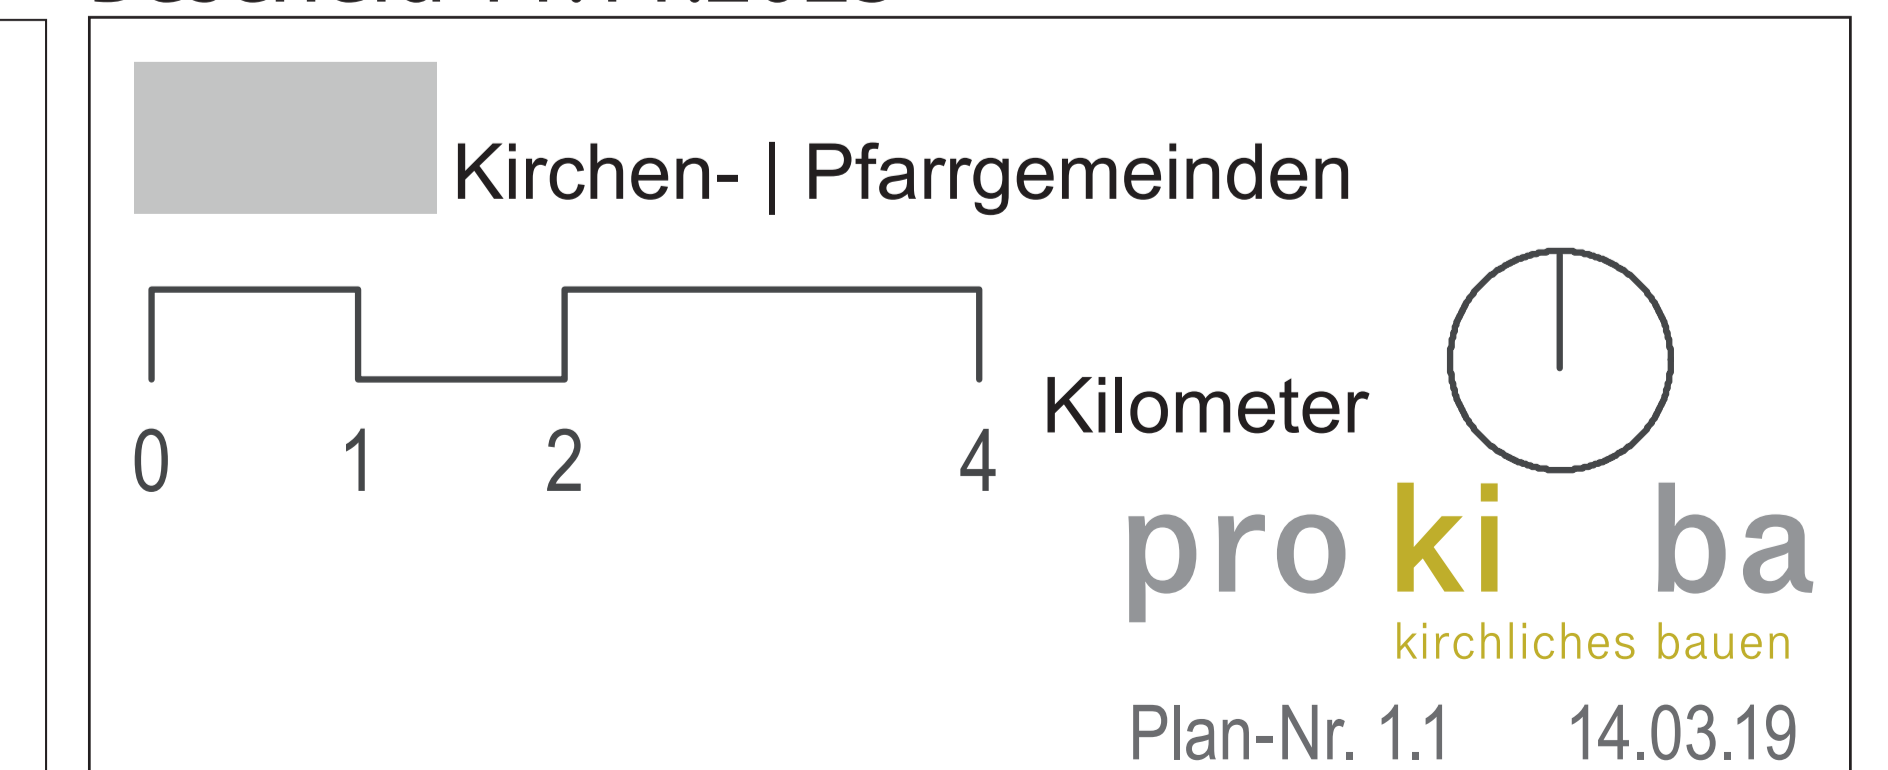 Kirchen- | Pfarrgemeinden
Kilometer
0 1 2 4
pro ki ba
kirchliches bauen
Plan-Nr. 1.1 14.03.19